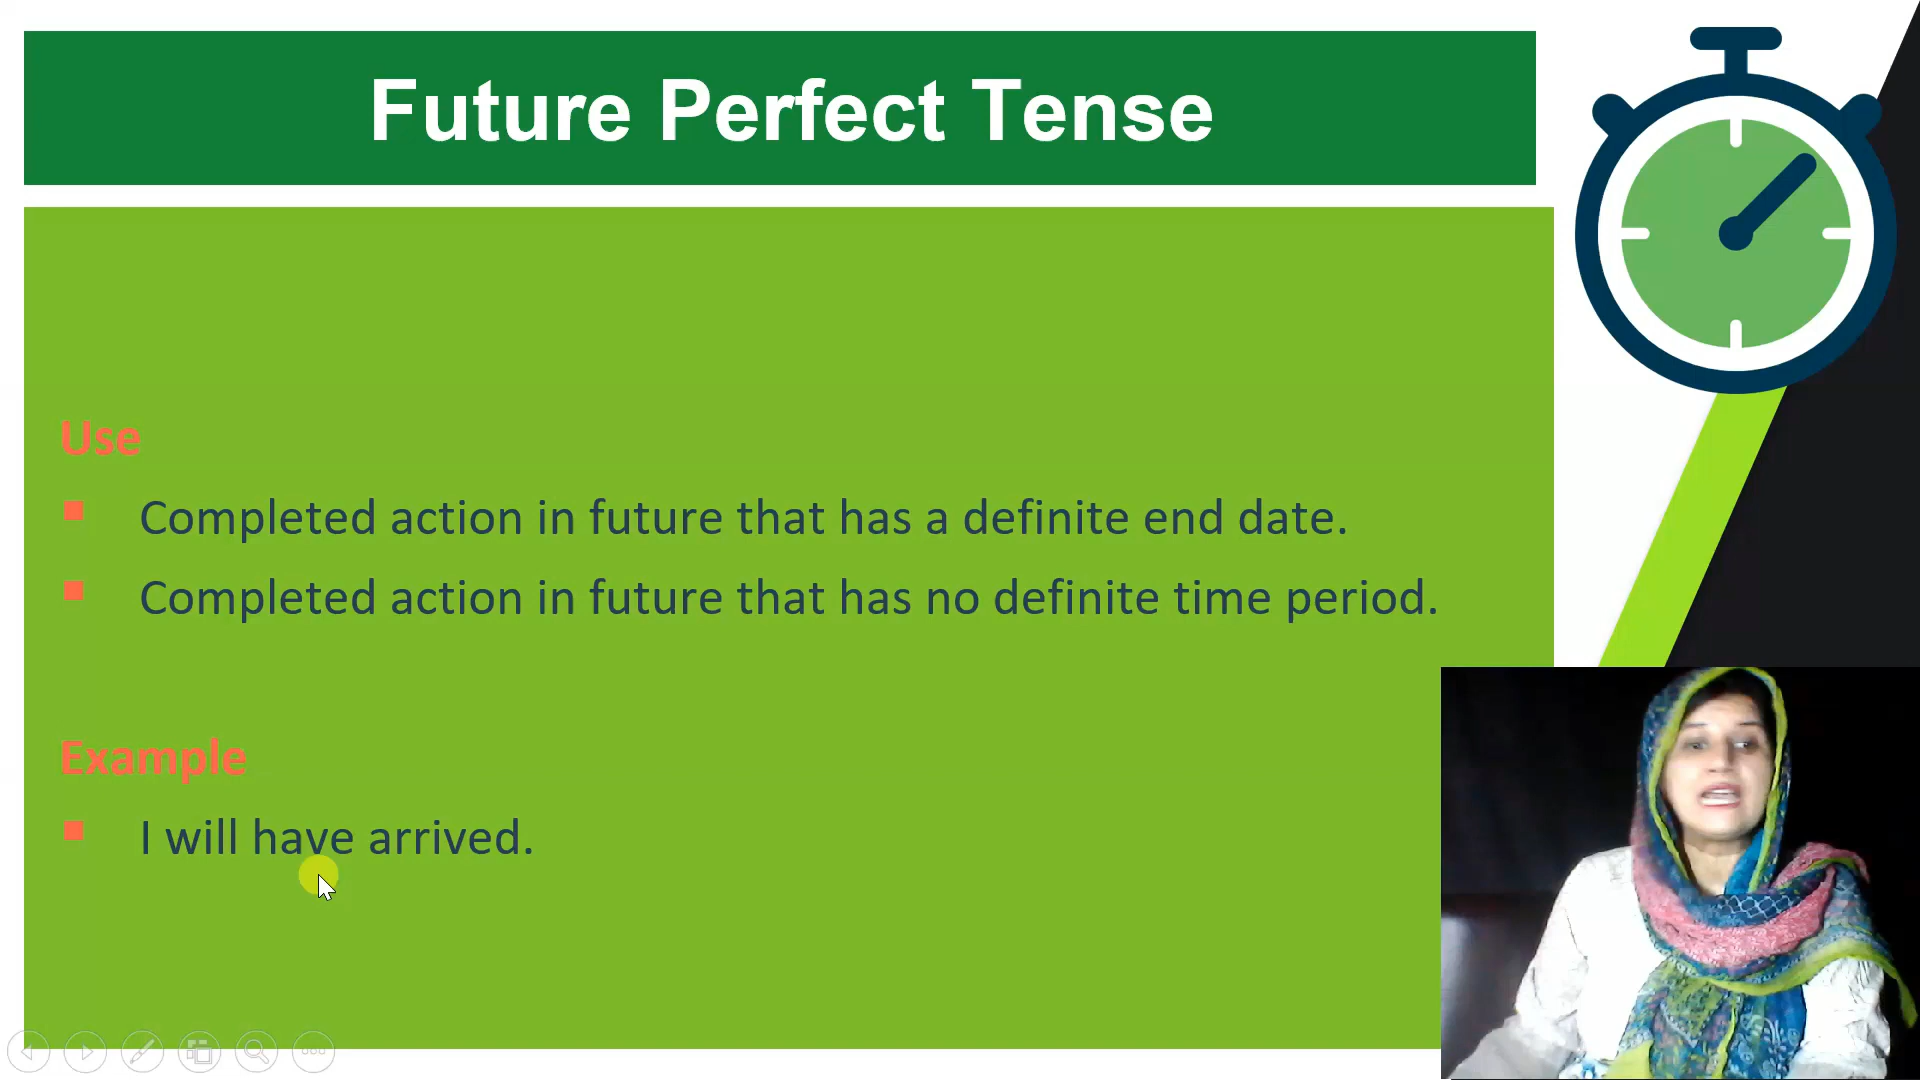 Future Perfect Tense
Use
Completed action in future that has a definite end date.
Completed action in future that has no definite time period.
Example
I will have arrived.